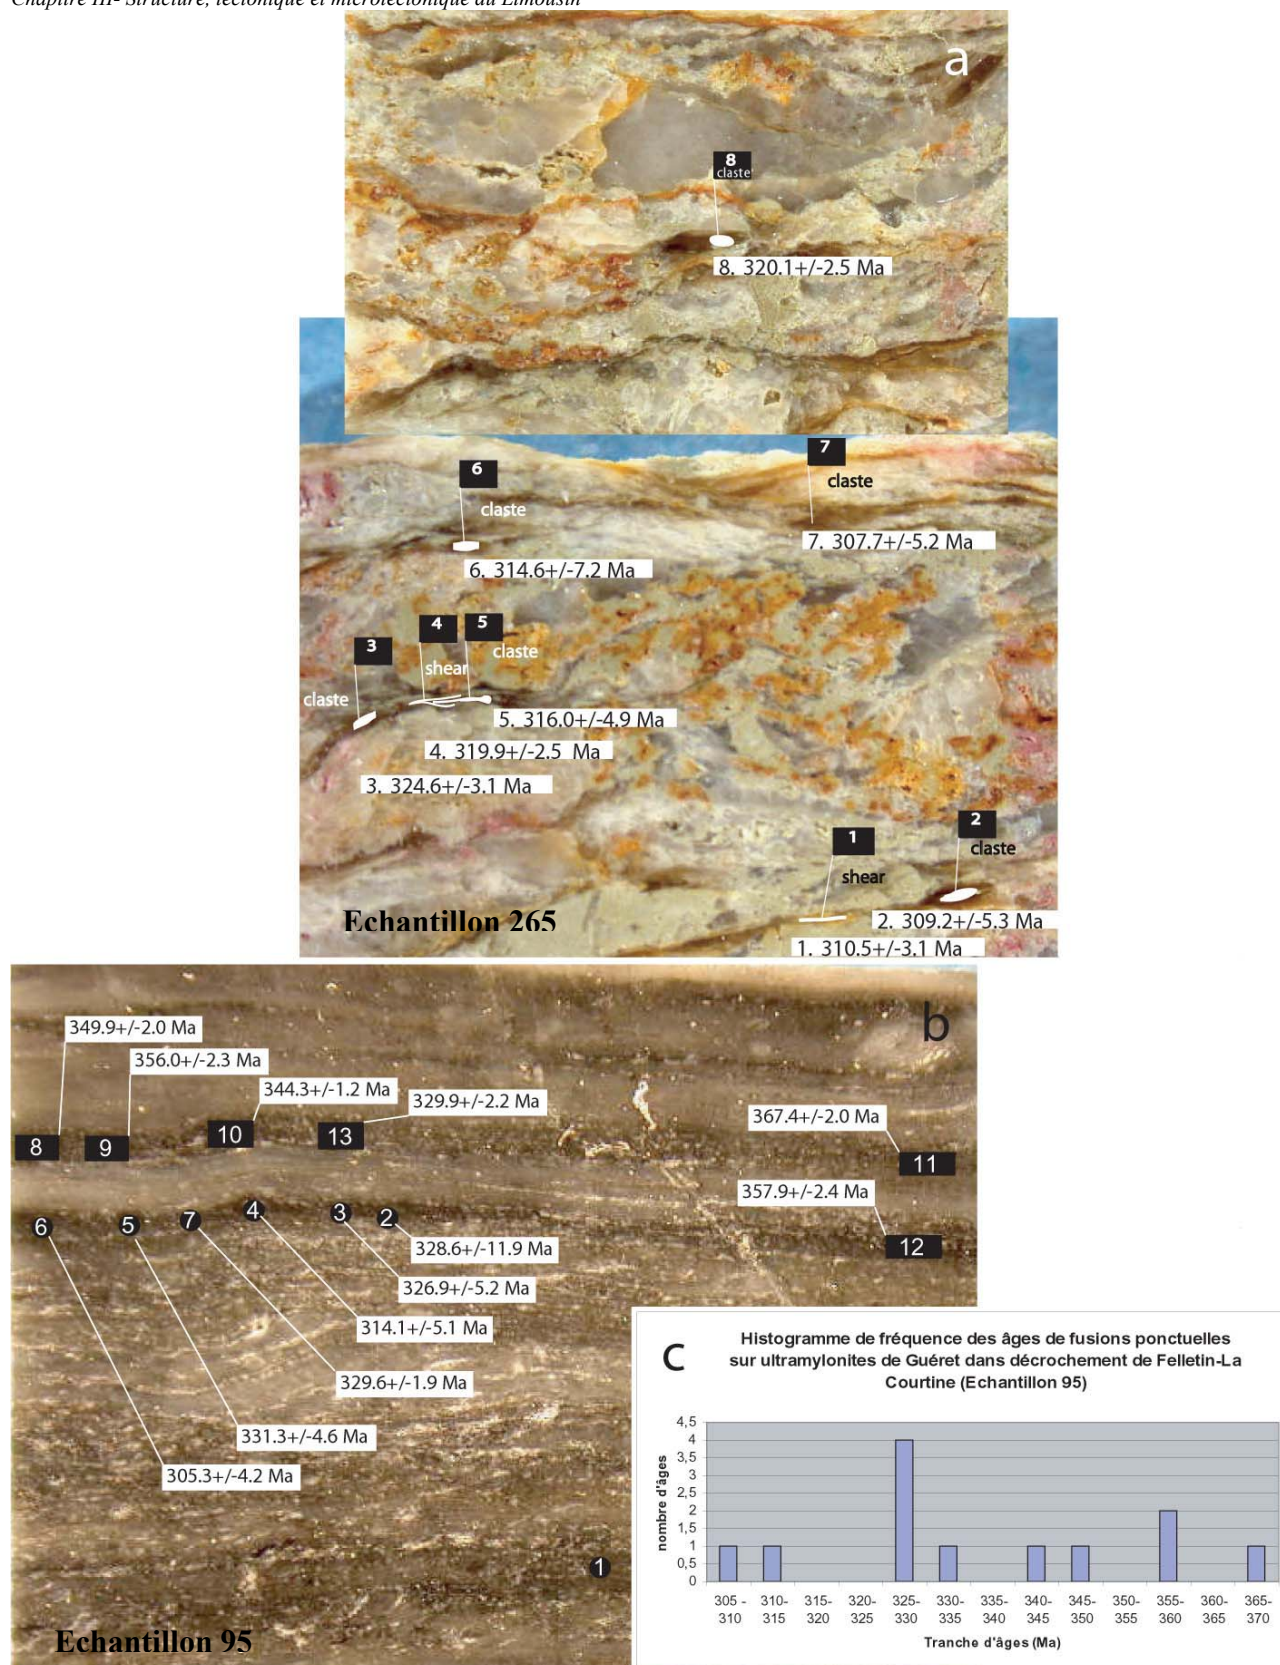 Chapitre III- Structure, tectonique et microtectonique du Limousin
a
8
claste
8. 320.1+/-2.5 Ma
7
claste
7. 307.7+/-5.2 Ma
6
claste
6. 314.6+/-7.2 Ma
5
claste
4
shear
3
claste
5. 316.0+/-4.9 Ma
4. 319.9+/-2.5 Ma
3. 324.6+/-3.1 Ma
2
claste
1
shear
2. 309.2+/-5.3 Ma
1. 310.5+/-3.1 Ma
Echantillon 265
b
349.9+/-2.0 Ma
356.0+/-2.3 Ma
344.3+/-1.2 Ma
329.9+/-2.2 Ma
367.4+/-2.0 Ma
8
9
10
13
11
357.9+/-2.4 Ma
6
5
7
4
3
2
12
328.6+/-11.9 Ma
326.9+/-5.2 Ma
314.1+/-5.1 Ma
329.6+/-1.9 Ma
331.3+/-4.6 Ma
305.3+/-4.2 Ma
1
Echantillon 95
c
Histogramme de fréquence des âges de fusions ponctuelles
sur ultramylonites de Guéret dans décrochement de Felletin-La
Courtine (Echantillon 95)
nombre d'âges
4,5
4
3,5
3
2,5
2
1,5
1
0,5
0
305 -
310
310-
315
315-
320
320-
325
325-
330
330-
335
335-
340
340-
345
345-
350
350-
355
355-
360
360-
365
365-
370
Tranche d'âges (Ma)